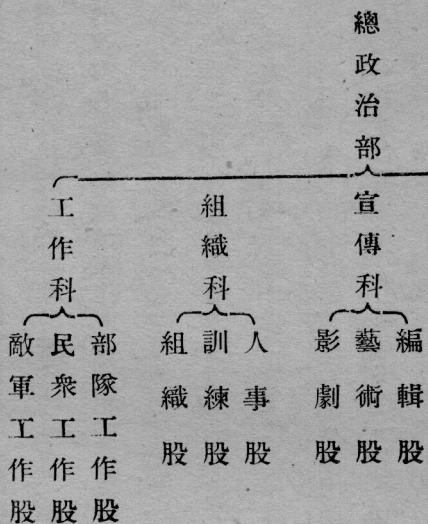 總政治部
宣傳科
編輯股
藝術股
影劇股
組織科
人事股
訓練股
組織股
工作科
部隊工作股
民衆工作股
敵軍工作股